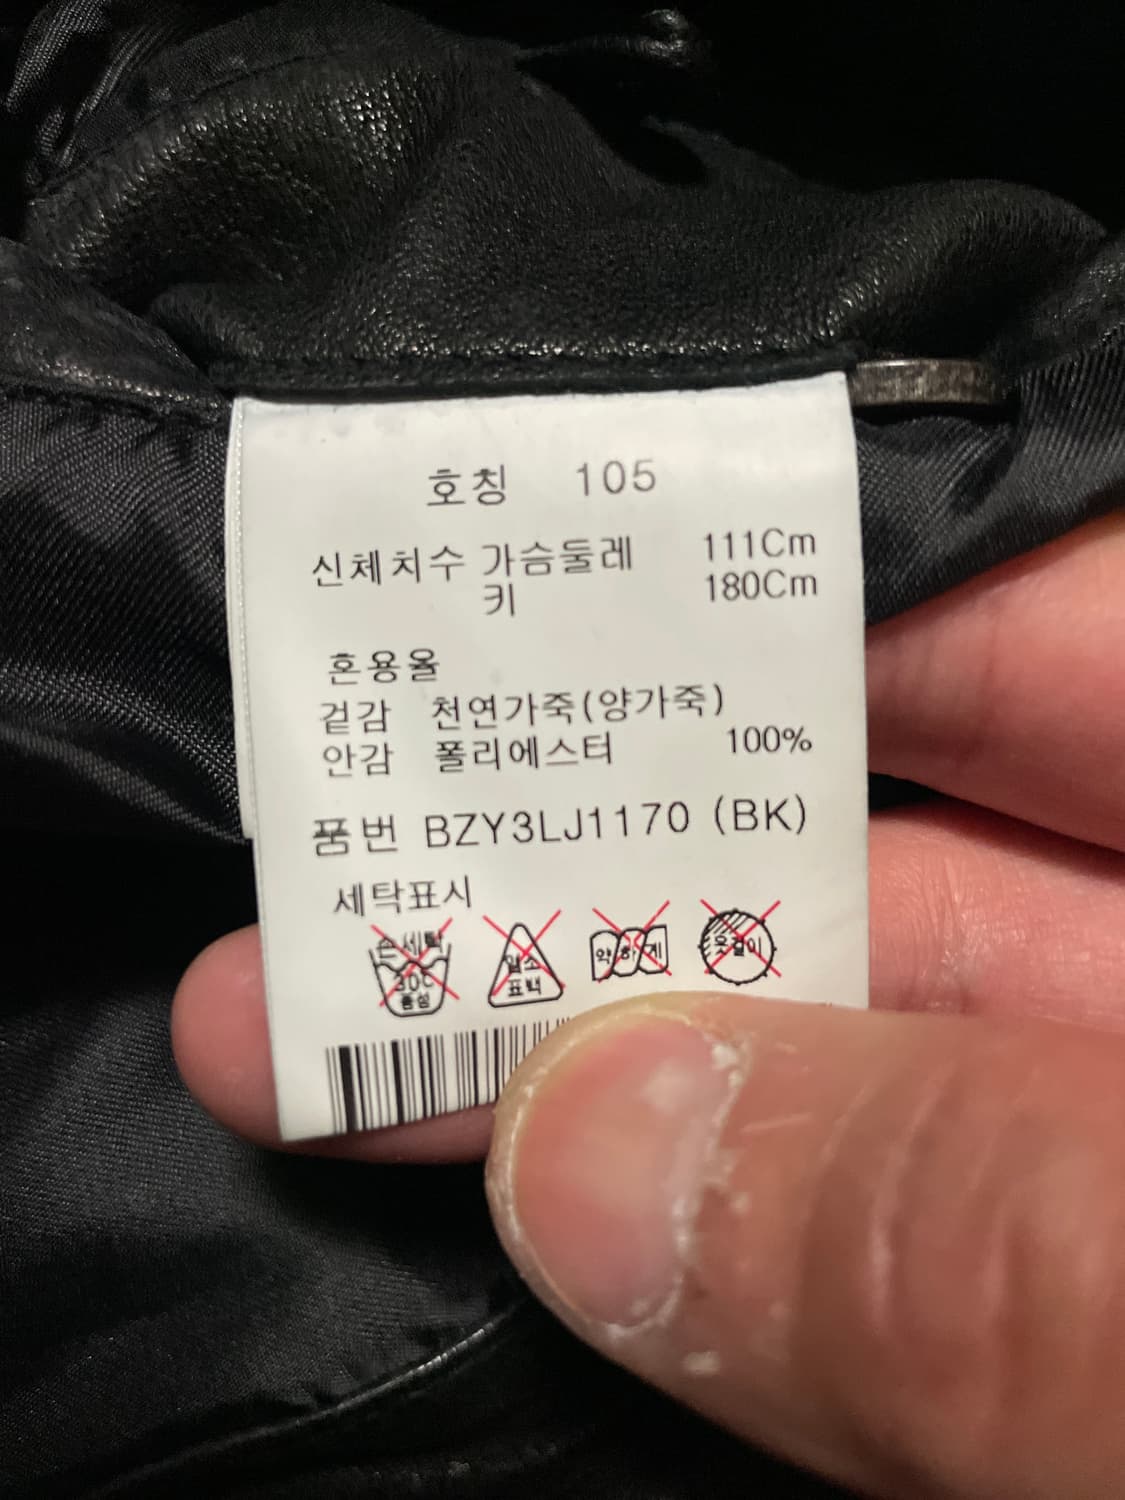 호칭 105
신체치수 가슴둘레 111Cm
키 180Cm
혼용율
겉감 천연가죽(양가죽)
안감 폴리에스터 100%
품번 BZY3LJ1170 (BK)
세탁표시
손세탁 염소 약하게 옷걸이
30C 표백
중성